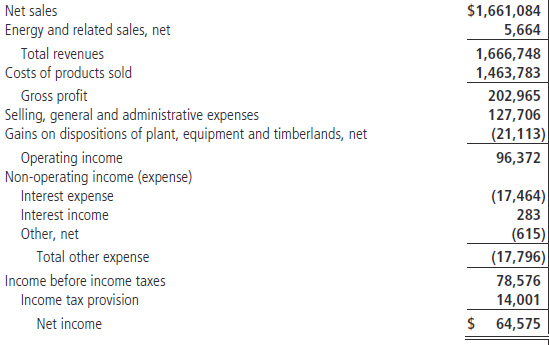 Net sales $1,661,084
Energy and related sales, net 5,664
Total revenues 1,666,748
Costs of products sold 1,463,783
Gross profit 202,965
Selling, general and administrative expenses 127,706
Gains on dispositions of plant, equipment and timberlands, net (21,113)
Operating income 96,372
Non-operating income (expense)
Interest expense (17,464)
Interest income 283
Other, net (615)
Total other expense (17,796)
Income before income taxes 78,576
Income tax provision 14,001
Net income $ 64,575